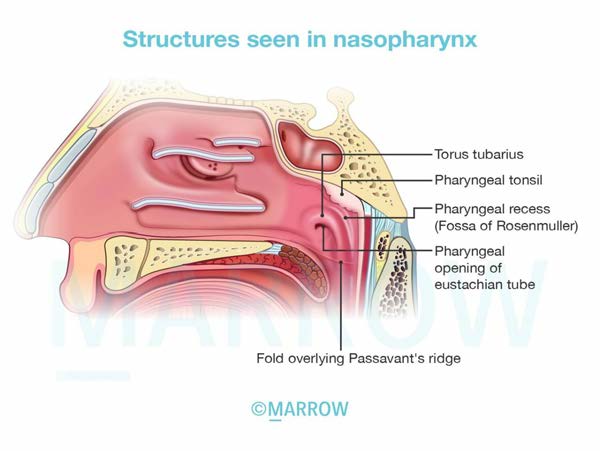 Structures seen in nasopharynx
Torus tubarius
Pharyngeal tonsil
Pharyngeal recess
(Fossa of Rosenmuller)
Pharyngeal
opening of
eustachian tube
MARROW
Fold overlying Passavant's ridge
©MARROW